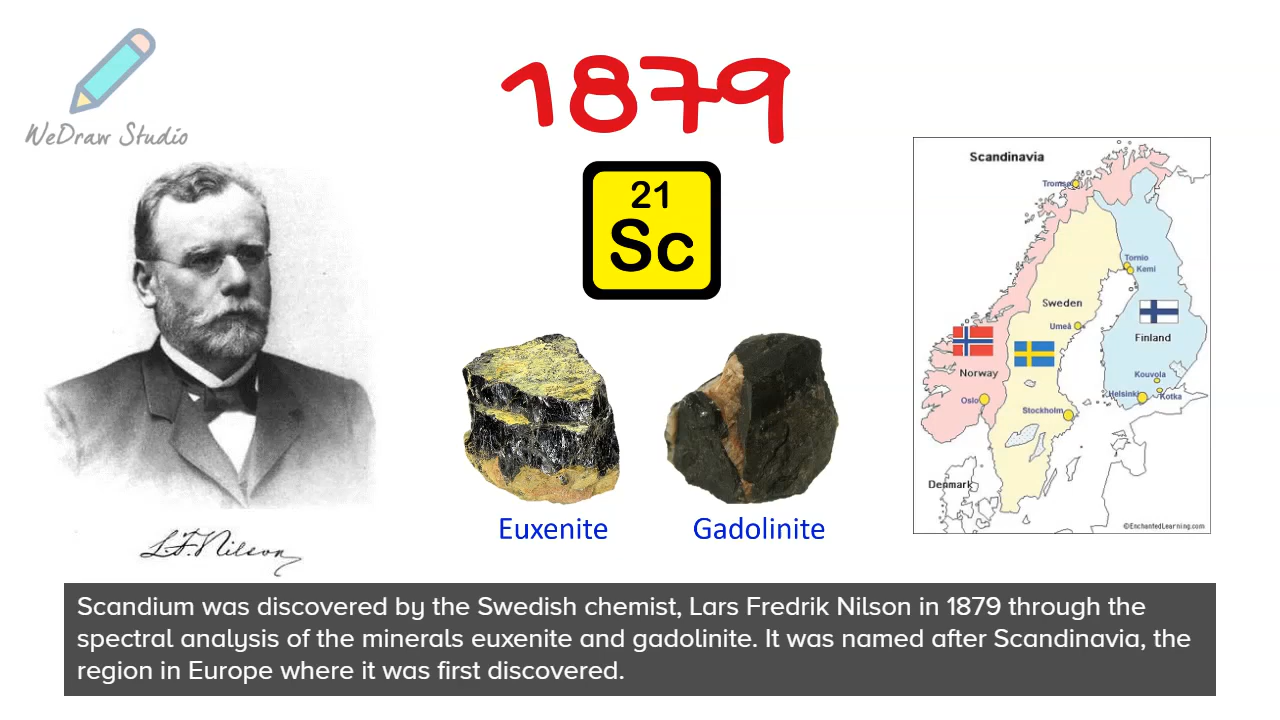 WeDraw Studio
1879
21
Sc
L.F. Nilson
Euxenite
Gadolinite
Scandinavia
Tromsø
Tornio
Kemi
Sweden
Umeå
Finland
Norway
Kouvola
Oslo
Helsinki
Kotka
Stockholm
Denmark
©EnchantedLearning.com
Scandium was discovered by the Swedish chemist, Lars Fredrik Nilson in 1879 through the
spectral analysis of the minerals euxenite and gadolinite. It was named after Scandinavia, the
region in Europe where it was first discovered.